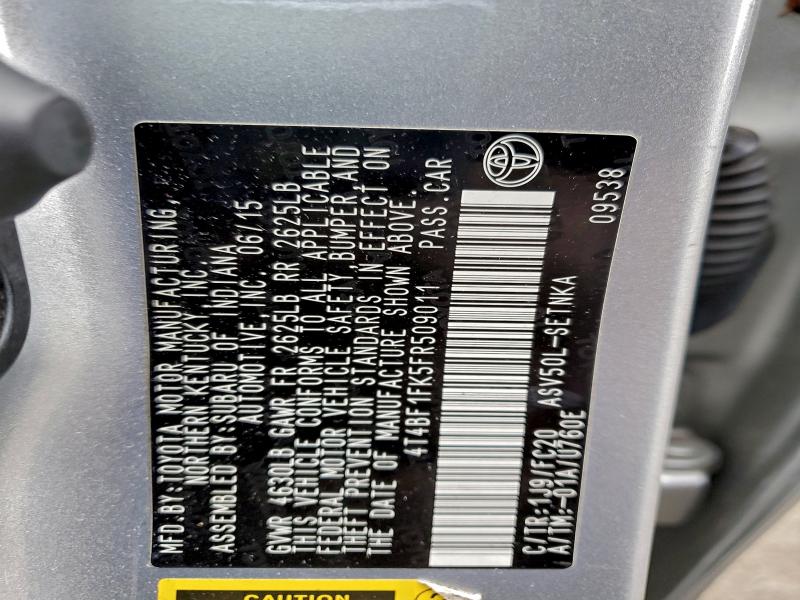 MFD.BY:TOYOTA MOTOR MANUFACTURING,
NORTHERN KENTUCKY INC.
ASSEMBLED BY:SUBARU OF INDIANA
AUTOMOTIVE, INC. 06/15
GVWR 4630LB GAWR FR 2625LB RR 2625LB
THIS VEHICLE CONFORMS TO ALL APPLICABLE
FEDERAL MOTOR VEHICLE SAFETY, BUMPER AND
THEFT PREVENTION STANDARDS IN EFFECT ON
THE DATE OF MANUFACTURE SHOWN ABOVE.
4T4BF1FK5FR509011 PASS.CAR
C/TR:1J9/FC20 ASV50L-SETNKA
A/TM:-01A/U760E
09538
CAUTION